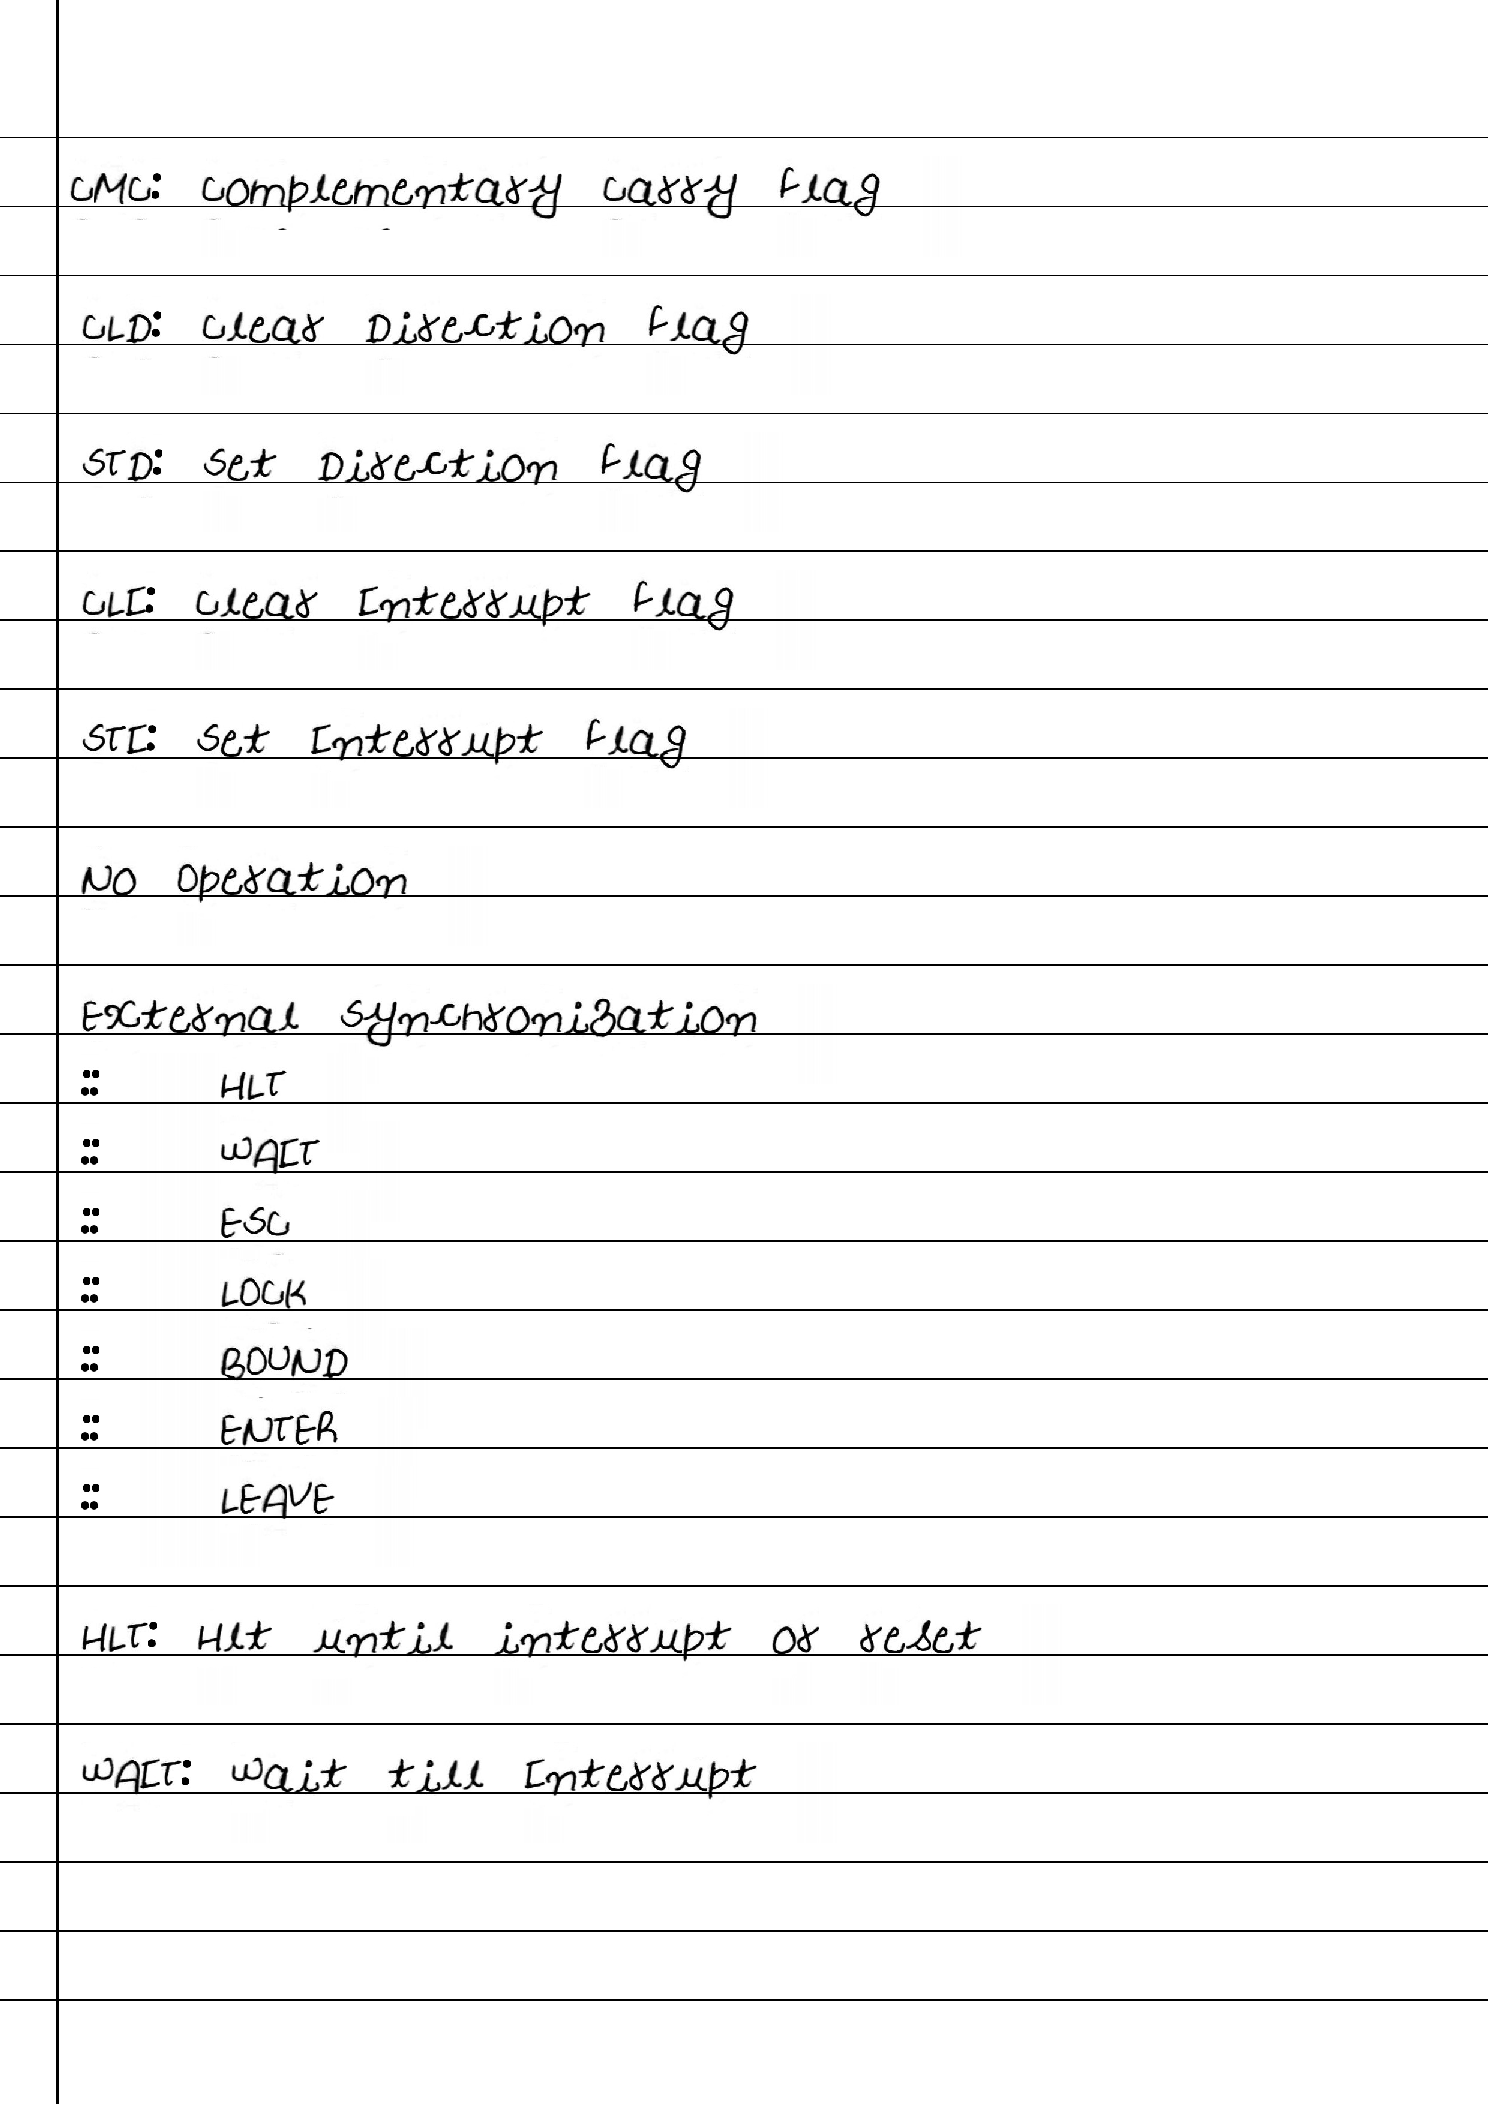 CMC: Complementary Carry Flag
CLD: Clear Direction Flag
STD: Set Direction Flag
CLI: Clear Interrupt Flag
STI: Set Interrupt Flag
NO Operation
External Synchronization
:: HLT
:: WAIT
:: ESC
:: LOCK
:: BOUND
:: ENTER
:: LEAVE
HLT: Hlt until interrupt or reset
WAIT: Wait till Interrupt